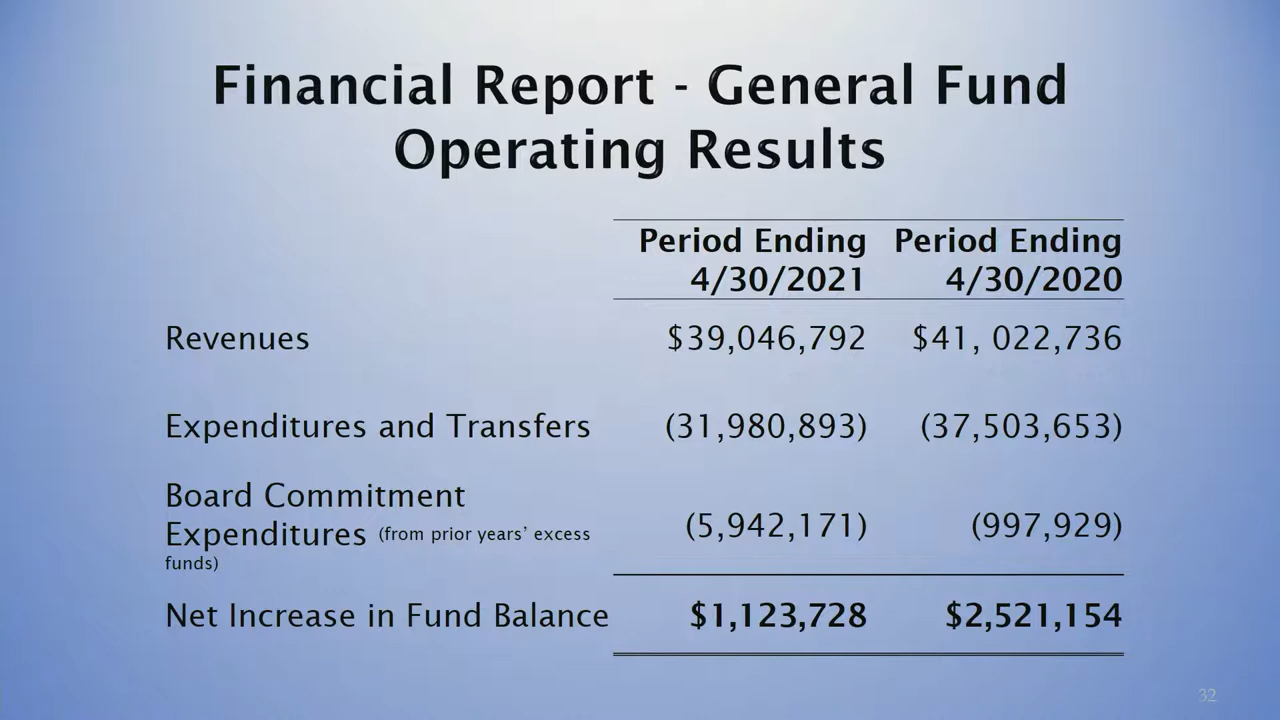 Financial Report - General Fund
Operating Results
Period Ending Period Ending
4/30/2021 4/30/2020
Revenues $39,046,792 $41, 022,736
Expenditures and Transfers (31,980,893) (37,503,653)
Board Commitment
Expenditures (from prior years’ excess
funds) (5,942,171) (997,929)
Net Increase in Fund Balance $1,123,728 $2,521,154
32